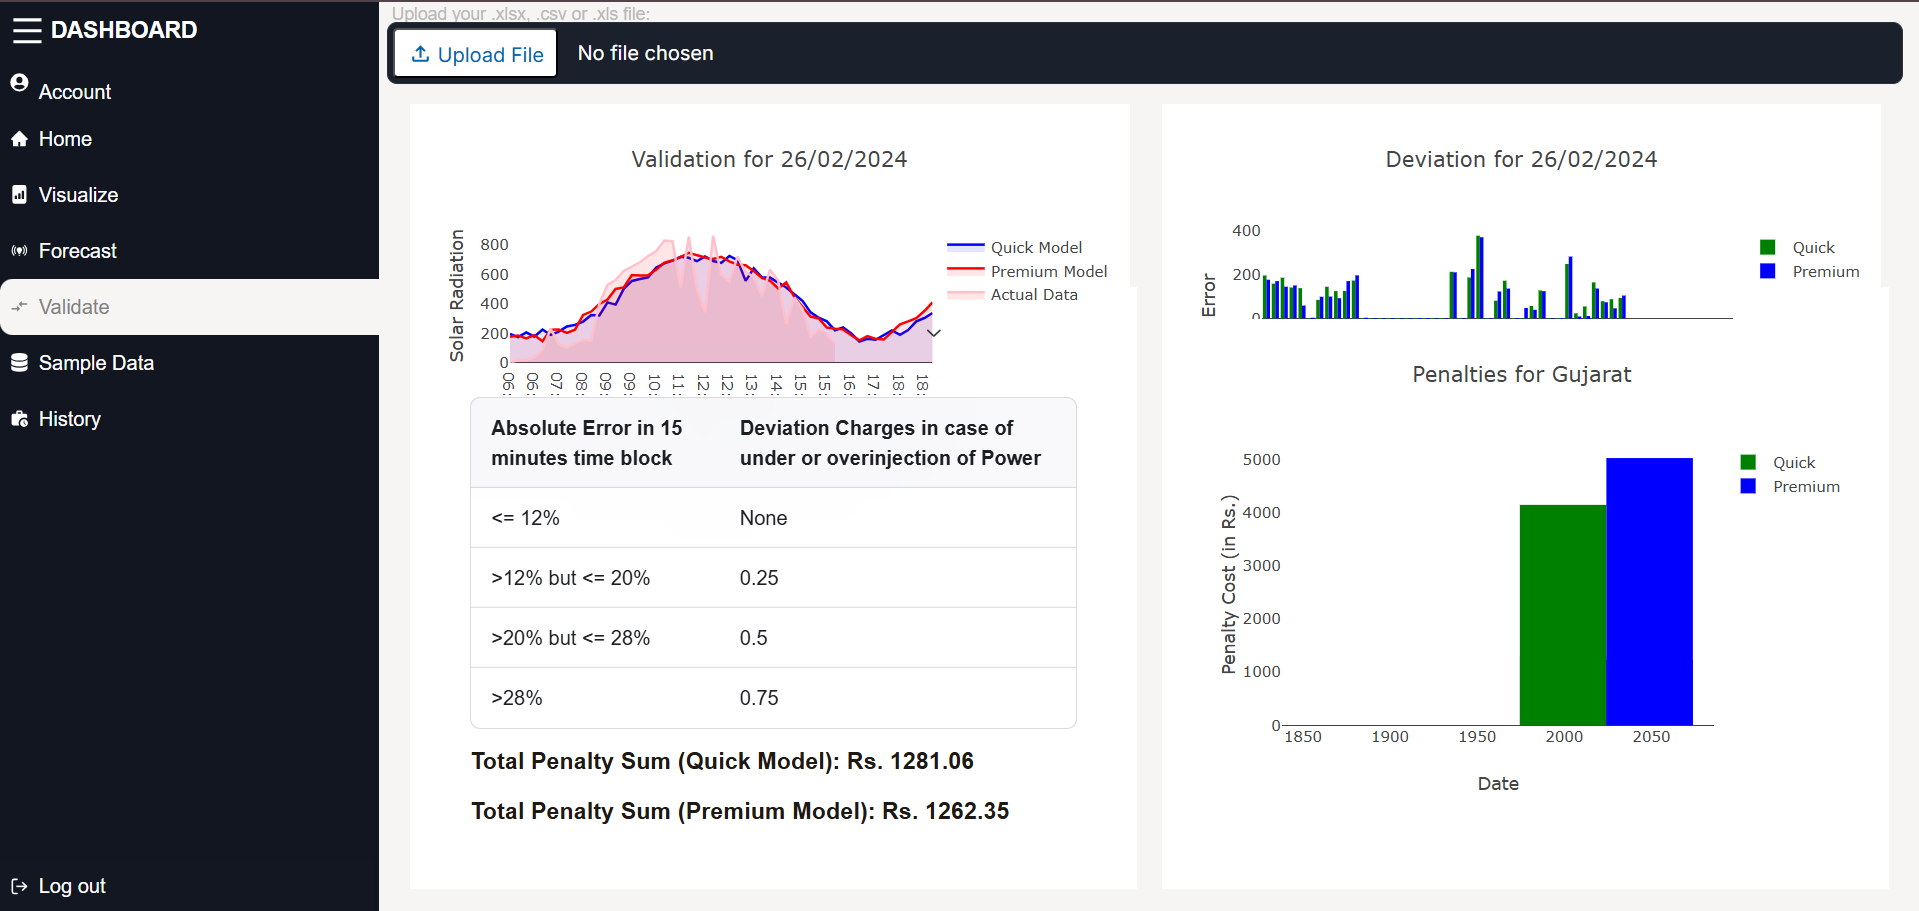 DASHBOARD
Account
Home
Visualize
Forecast
Validate
Sample Data
History
Log out
Upload your .xlsx, .csv or .xls file:
Upload File
No file chosen
Validation for 26/02/2024
Solar Radiation
800
600
400
200
0
06
06
07
08
09
09
10
11
12
12
13
14
15
15
16
17
18
18
Quick Model
Premium Model
Actual Data
Absolute Error in 15 minutes time block
Deviation Charges in case of under or overinjection of Power
<= 12%
None
>12% but <= 20%
0.25
>20% but <= 28%
0.5
>28%
0.75
Total Penalty Sum (Quick Model): Rs. 1281.06
Total Penalty Sum (Premium Model): Rs. 1262.35
Deviation for 26/02/2024
Error
400
200
0
Quick
Premium
Penalties for Gujarat
Penalty Cost (in Rs.)
5000
4000
3000
2000
1000
0
1850
1900
1950
2000
2050
Date
Quick
Premium